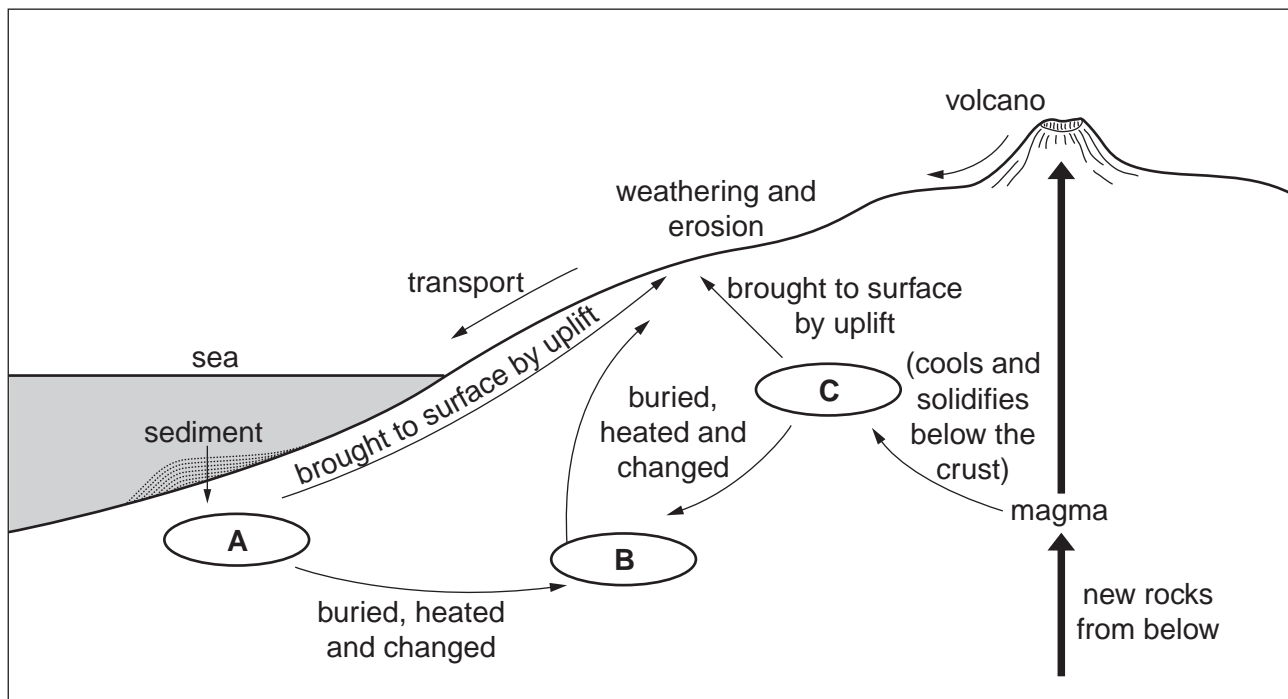 volcano
weathering and
erosion
transport
brought to surface
by uplift
sea
brought to surface by uplift
C
(cools and
solidifies
below the
crust)
buried,
heated and
changed
sediment
magma
A
B
buried, heated
and changed
new rocks
from below